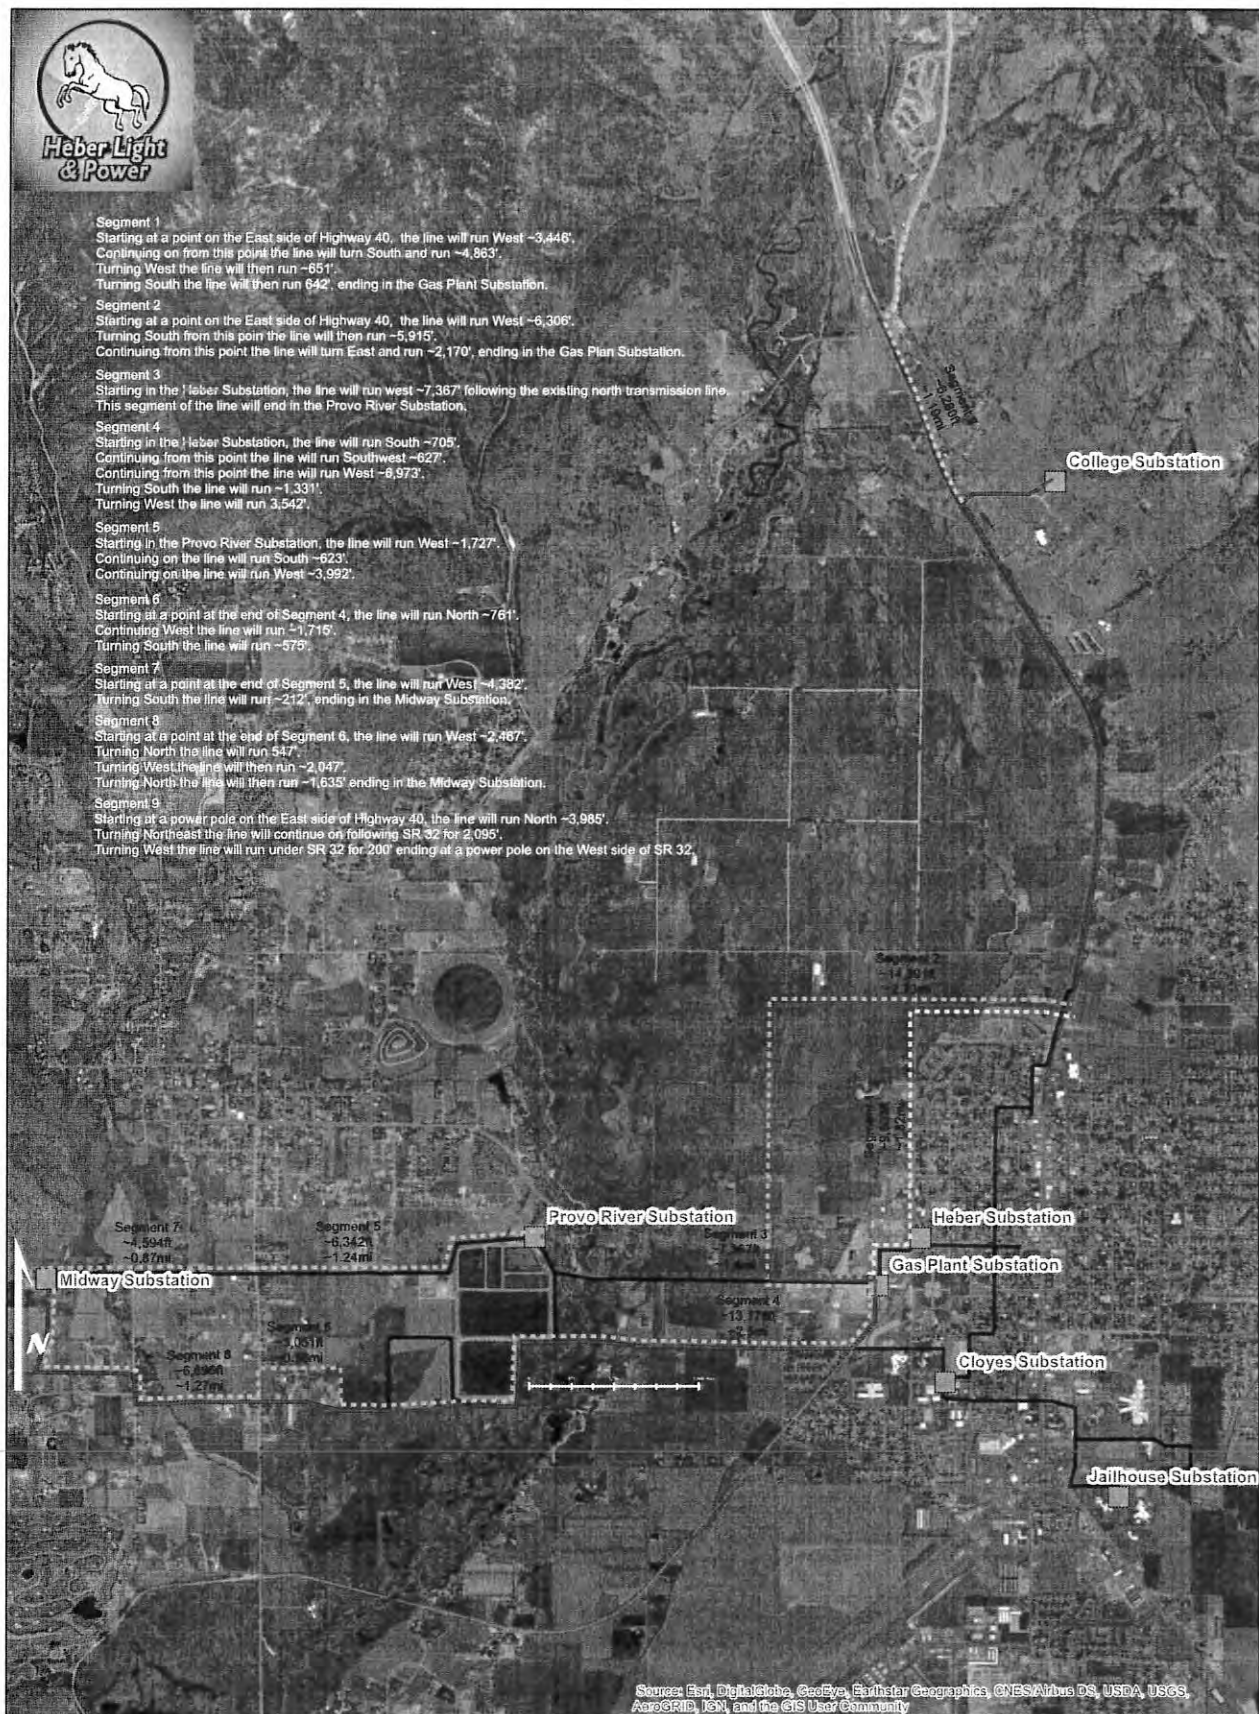 Heber Light
& Power
Segment 1
Starting at a point on the East side of Highway 40, the line will run West ~3,446'.
Continuing on from this point the line will turn South and run ~4,863'.
Turning West the line will then run ~651'.
Turning South the line will then run 642', ending in the Gas Plant Substation.
Segment 2
Starting at a point on the East side of Highway 40, the line will run West ~6,306'.
Turning South from this poin the line will then run ~5,915'.
Continuing from this point the line will turn East and run ~2,170', ending in the Gas Plan Substation.
Segment 3
Starting in the Heber Substation, the line will run west ~7,367' following the existing north transmission line.
This segment of the line will end in the Provo River Substation.
Segment 4
Starting in the Heber Substation, the line will run South ~705'.
Continuing from this point the line will run Southwest ~627'.
Continuing from this point the line will run West ~6,973'.
Turning South the line will run ~1,331'.
Turning West the line will run 3,542'.
Segment 5
Starting in the Provo River Substation, the line will run West ~1,727'.
Continuing on the line will run South ~623'.
Continuing on the line will run West ~3,992'.
Segment 6
Starting at a point at the end of Segment 4, the line will run North ~761'.
Continuing West the line will run ~1,715'.
Turning South the line will run ~575'.
Segment 7
Starting at a point at the end of Segment 5, the line will run West ~4,382'.
Turning South the line will run ~212', ending in the Midway Substation.
Segment 8
Starting at a point at the end of Segment 6, the line will run West ~2,467'.
Turning North the line will run 547'.
Turning West the line will then run ~2,047'.
Turning North the line will then run ~1,635' ending in the Midway Substation.
Segment 9
Starting at a power pole on the East side of Highway 40, the line will run North ~3,985'.
Turning Northeast the line will continue on following SR 32 for 2,095'.
Turning West the line will run under SR 32 for 200' ending at a power pole on the West side of SR 32.
Segment
~6,280ft
~1.19mi
College Substation
Segment 2
Segment
Provo River Substation
Heber Substation
Segment 7
~4,594ft
~0.87mi
Segment 5
~6,342ft
~1.24mi
Segment 3
Gas Plant Substation
Midway Substation
Segment 4
Segment 8
~6,696ft
~1.27mi
Segment 6
N
Cloyes Substation
Jailhouse Substation
Source: Esri, DigitalGlobe, GeoEye, Earthstar Geographics, CNES/Airbus DS, USDA, USGS,
AeroGRID, IGN, and the GIS User Community